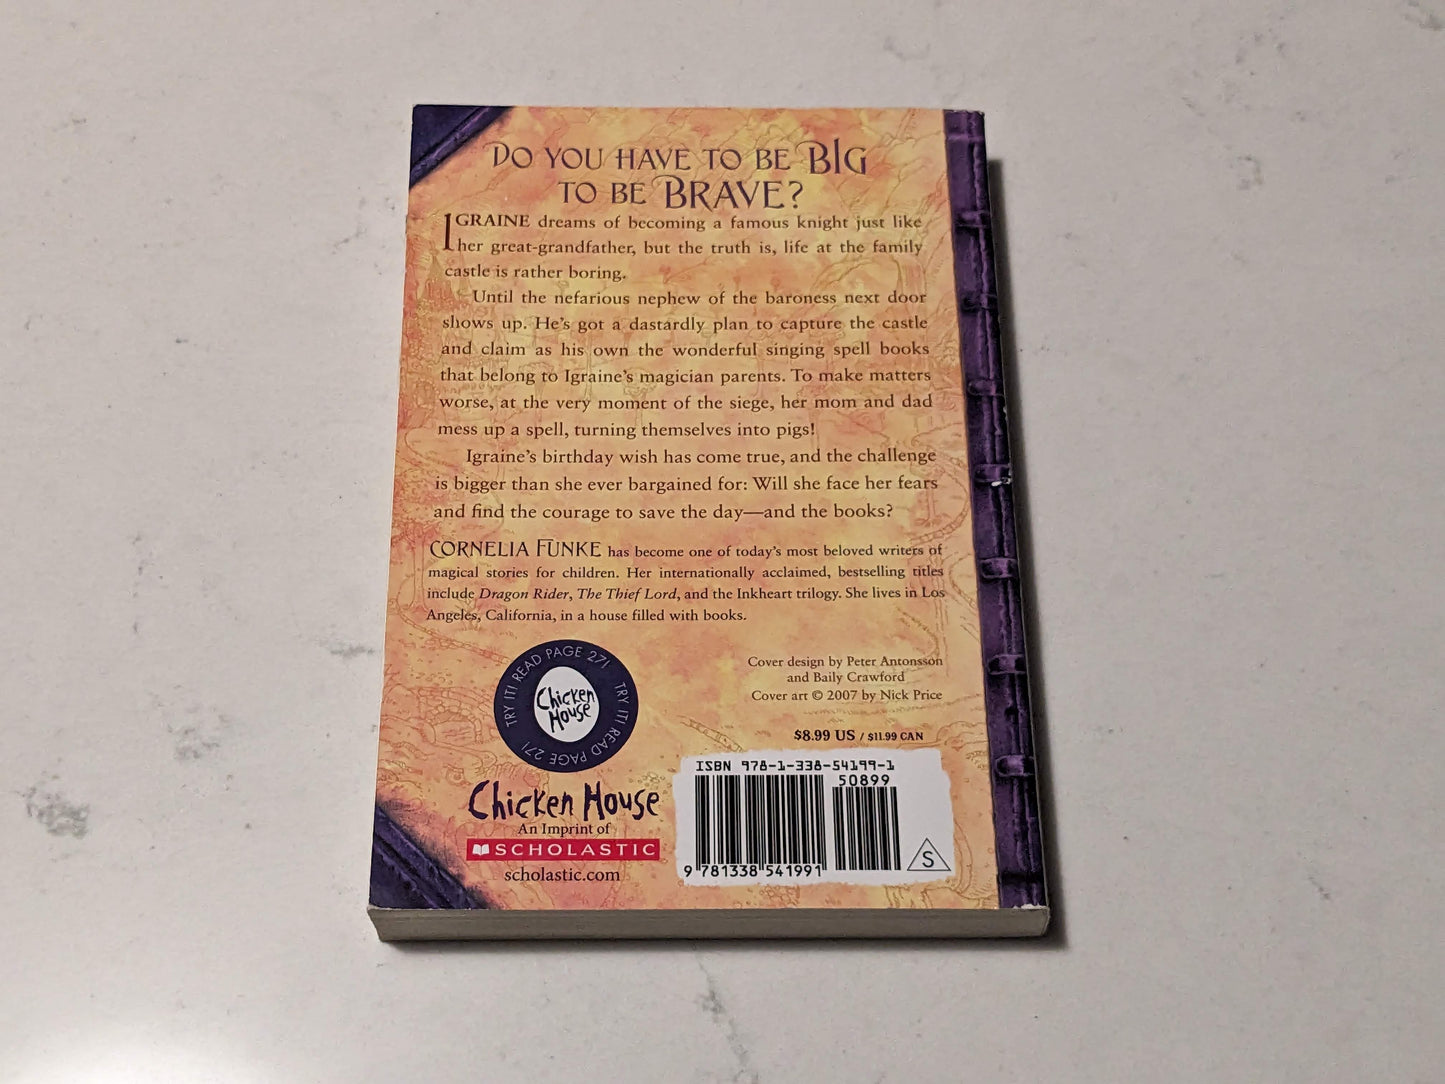 DO YOU HAVE TO BE BIG
TO BE BRAVE?
IGRAINE dreams of becoming a famous knight just like
her great-grandfather, but the truth is, life at the family
castle is rather boring.
Until the nefarious nephew of the baroness next door
shows up. He's got a dastardly plan to capture the castle
and claim as his own the wonderful singing spell books
that belong to Igraine's magician parents. To make matters
worse, at the very moment of the siege, her mom and dad
mess up a spell, turning themselves into pigs!
Igraine's birthday wish has come true, and the challenge
is bigger than she ever bargained for: Will she face her fears
and find the courage to save the day—and the books?
CORNELIA FUNKE has become one of today's most beloved writers of
magical stories for children. Her internationally acclaimed, bestselling titles
include Dragon Rider, The Thief Lord, and the Inkheart trilogy. She lives in Los
Angeles, California, in a house filled with books.
TRY IT! READ PAGE 27!
TRY IT! READ PAGE 27!
Chicken
House
Cover design by Peter Antonsson
and Baily Crawford
Cover art © 2007 by Nick Price
$8.99 US / $11.99 CAN
ISBN 978-1-338-54199-1
50899
9 781338 541991
S
Chicken House
An Imprint of
SCHOLASTIC
scholastic.com